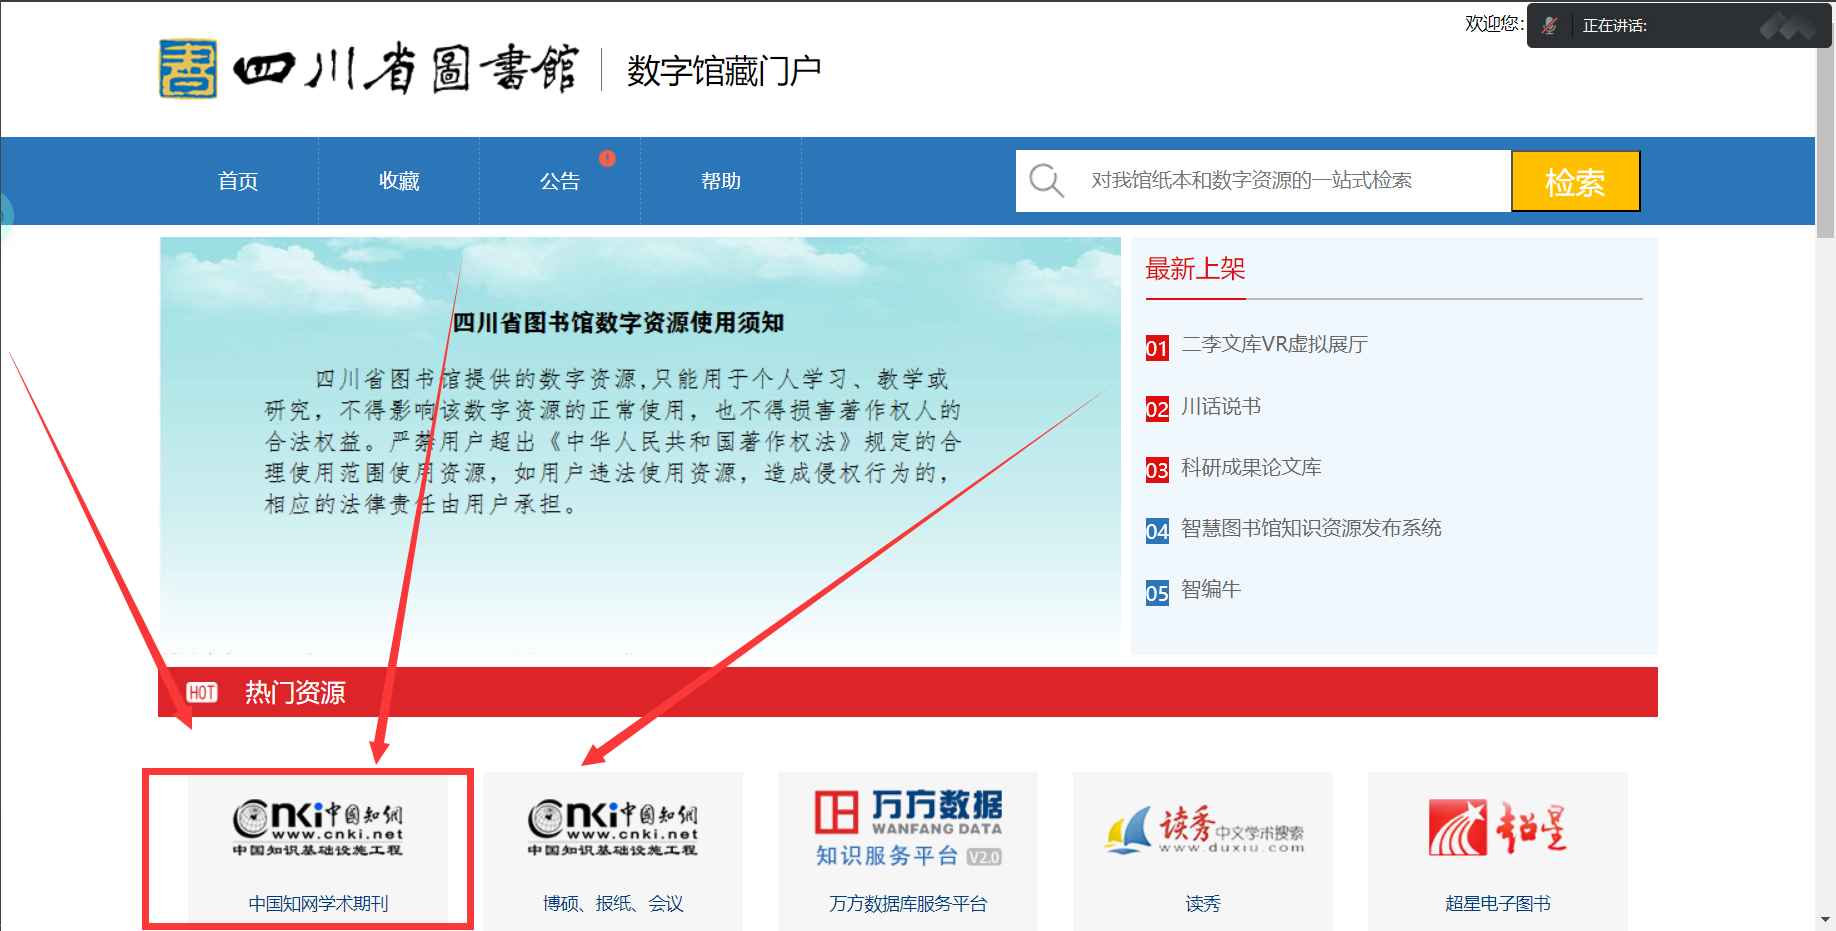 欢迎您:
正在讲话:
書
四川省圖書館
数字馆藏门户
首页
收藏
公告
!
帮助
对我馆纸本和数字资源的一站式检索
检索
四川省图书馆数字资源使用须知
四川省图书馆提供的数字资源,只能用于个人学习、教学或
研究，不得影响该数字资源的正常使用，也不得损害著作权人的
合法权益。严禁用户超出《中华人民共和国著作权法》规定的合
理使用范围使用资源，如用户违法使用资源，造成侵权行为的，
相应的法律责任由用户承担。
最新上架
01 二李文库VR虚拟展厅
02 川话说书
03 科研成果论文库
04 智慧图书馆知识资源发布系统
05 智编牛
HOT 热门资源
cnki中国知网
www.cnki.net
中国知识基础设施工程
中国知网学术期刊
cnki中国知网
www.cnki.net
中国知识基础设施工程
博硕、报纸、会议
万方数据
WANFANG DATA
知识服务平台 V2.0
万方数据库服务平台
读秀中文学术搜索
www.duxiu.com
读秀
超星
超星电子图书